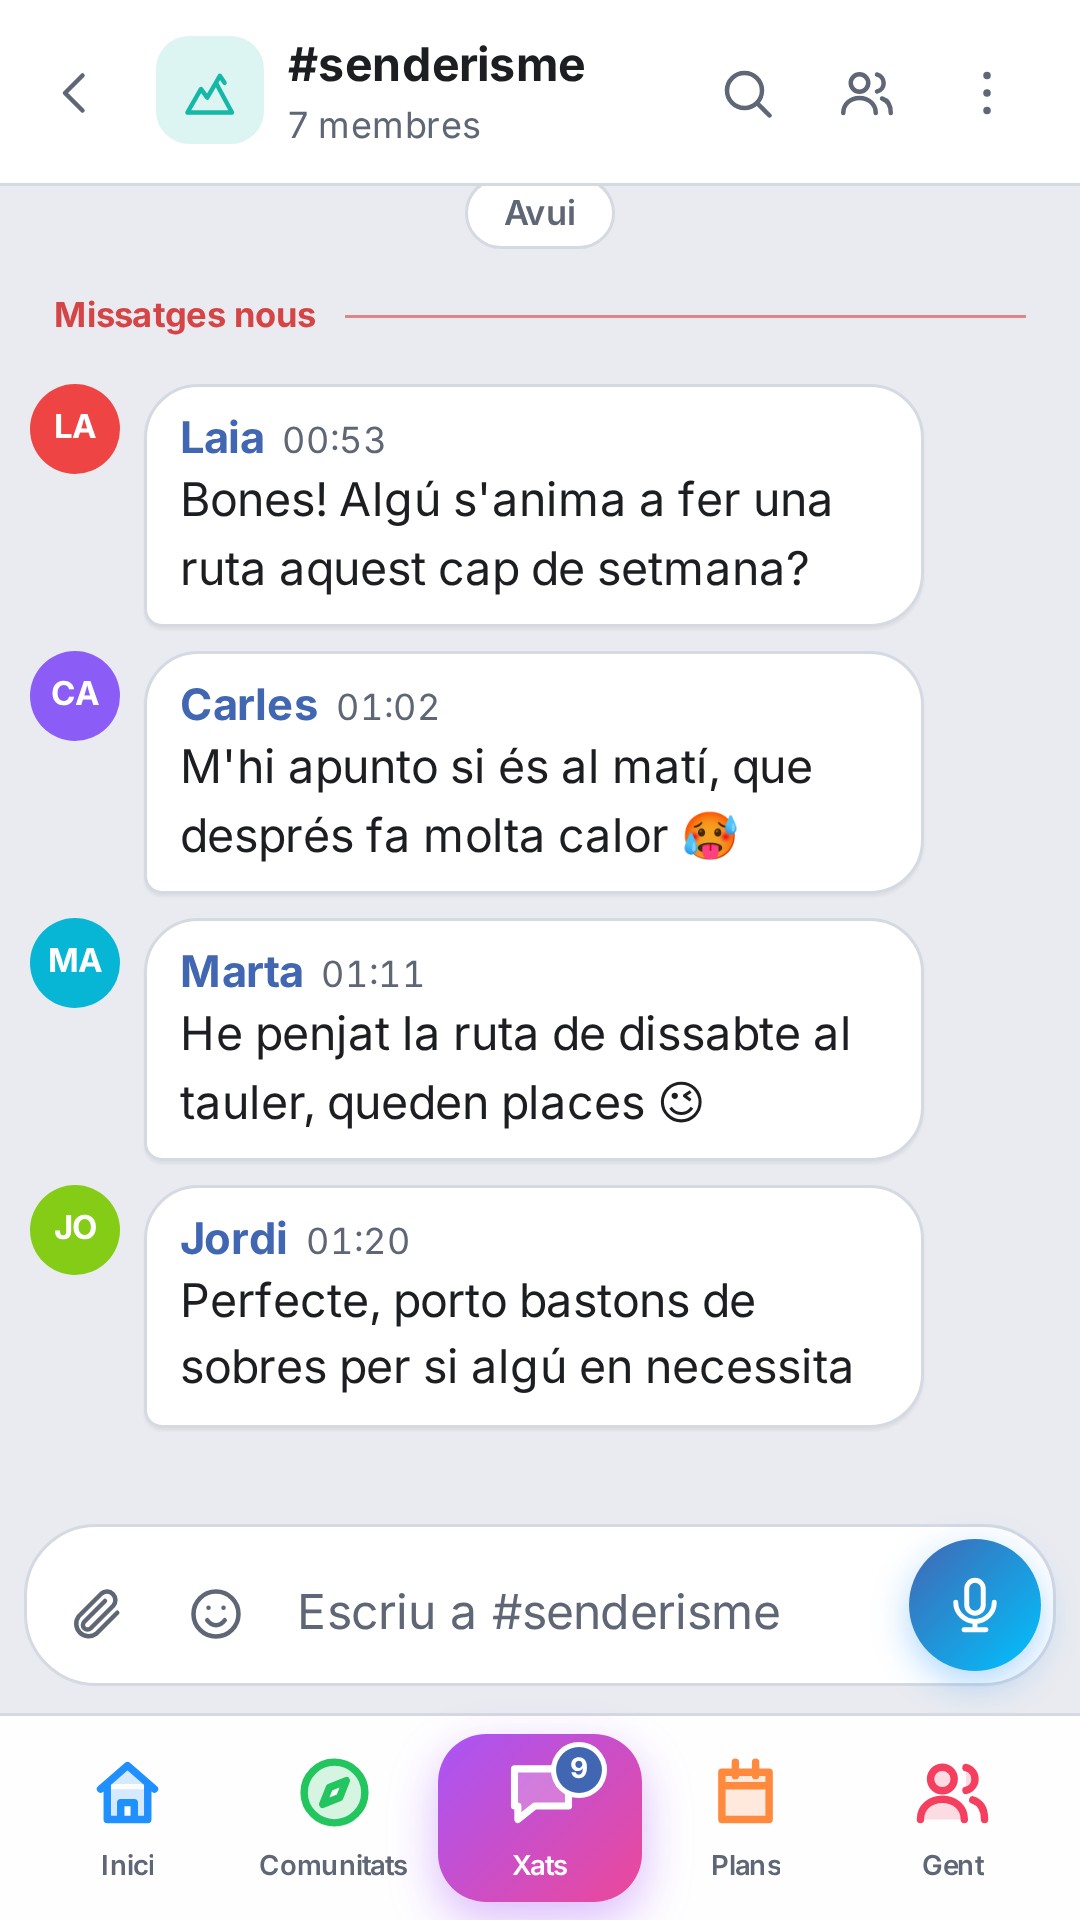 #senderisme
7 membres
Avui
Missatges nous
LA
Laia 00:53
Bones! Algú s'anima a fer una
ruta aquest cap de setmana?
CA
Carles 01:02
M'hi apunto si és al matí, que
després fa molta calor 🥵
MA
Marta 01:11
He penjat la ruta de dissabte al
tauler, queden places 😉
JO
Jordi 01:20
Perfecte, porto bastons de
sobres per si algú en necessita
Escriu a #senderisme
9
Inici
Comunitats
Xats
Plans
Gent